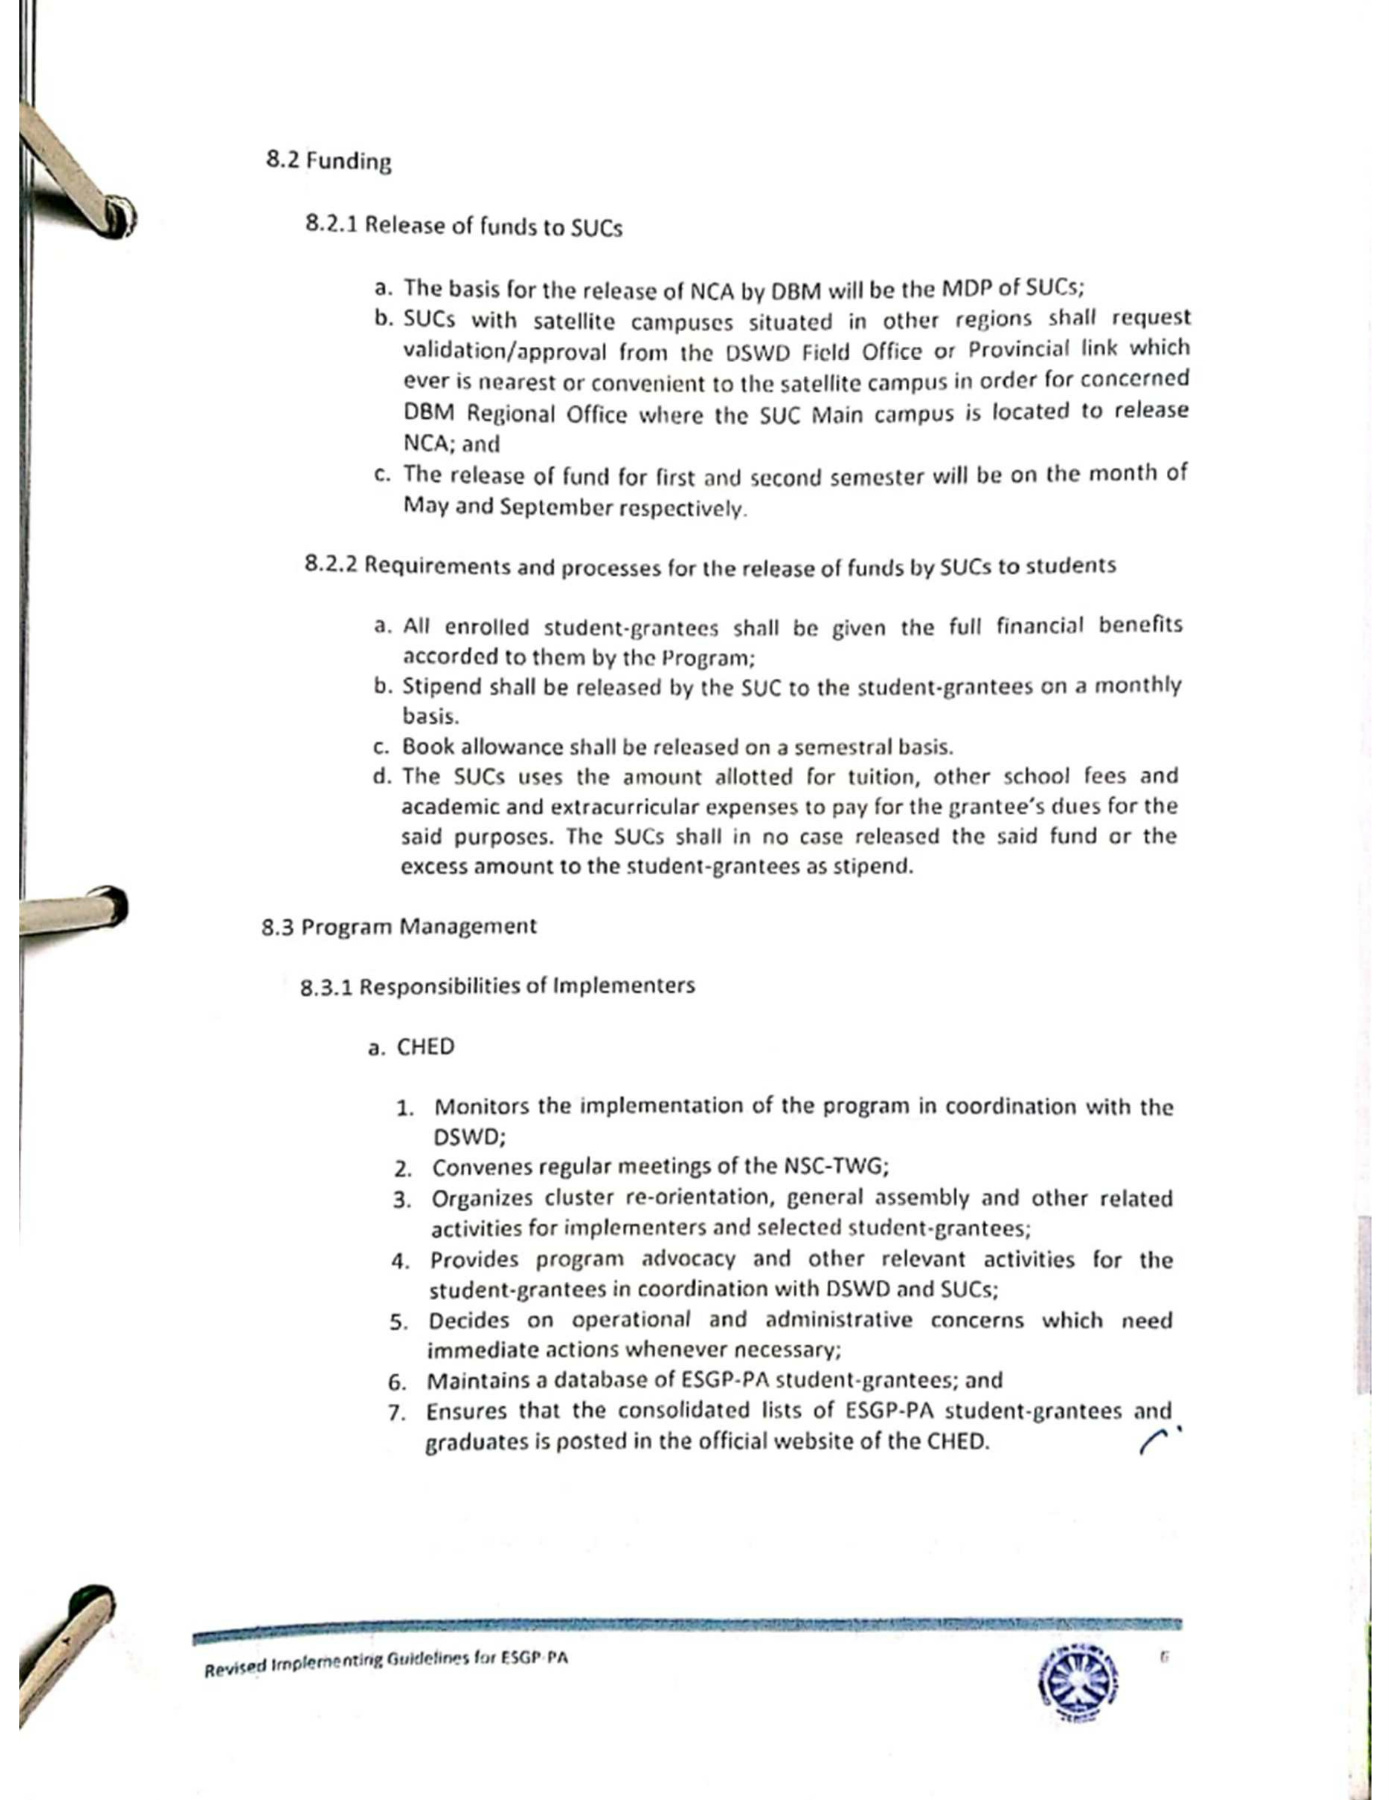 8.2 Funding
8.2.1 Release of funds to SUCs
a. The basis for the release of NCA by DBM will be the MDP of SUCs;
b. SUCs with satellite campuses situated in other regions shall request
validation/approval from the DSWD Field Office or Provincial link which
ever is nearest or convenient to the satellite campus in order for concerned
DBM Regional Office where the SUC Main campus is located to release
NCA; and
c. The release of fund for first and second semester will be on the month of
May and September respectively.
8.2.2 Requirements and processes for the release of funds by SUCs to students
a. All enrolled student-grantees shall be given the full financial benefits
accorded to them by the Program;
b. Stipend shall be released by the SUC to the student-grantees on a monthly
basis.
c. Book allowance shall be released on a semestral basis.
d. The SUCs uses the amount allotted for tuition, other school fees and
academic and extracurricular expenses to pay for the grantee's dues for the
said purposes. The SUCs shall in no case released the said fund or the
excess amount to the student-grantees as stipend.
8.3 Program Management
8.3.1 Responsibilities of Implementers
a. CHED
1. Monitors the implementation of the program in coordination with the
DSWD;
2. Convenes regular meetings of the NSC-TWG;
3. Organizes cluster re-orientation, general assembly and other related
activities for implementers and selected student-grantees;
4. Provides program advocacy and other relevant activities for the
student-grantees in coordination with DSWD and SUCs;
5. Decides on operational and administrative concerns which need
immediate actions whenever necessary;
6. Maintains a database of ESGP-PA student-grantees; and
7. Ensures that the consolidated lists of ESGP-PA student-grantees and
graduates is posted in the official website of the CHED.
Revised Implementing Guidelines for ESGP-PA
6